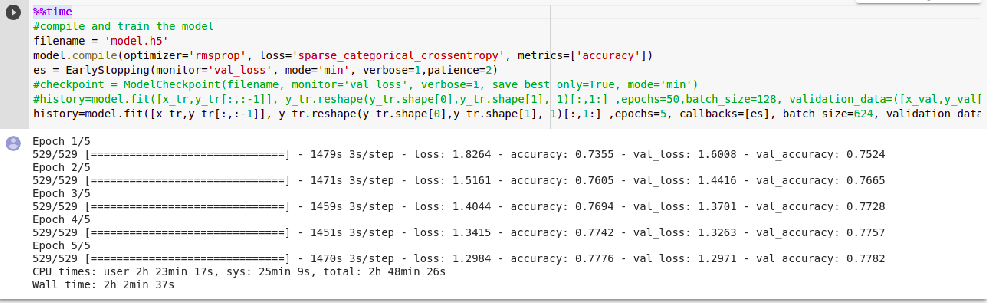 %%time
#compile and train the model
filename = 'model.h5'
model.compile(optimizer='rmsprop', loss='sparse_categorical_crossentropy', metrics=['accuracy'])
es = EarlyStopping(monitor='val_loss', mode='min', verbose=1,patience=2)
#checkpoint = ModelCheckpoint(filename, monitor='val_loss', verbose=1, save_best_only=True, mode='min')
#history=model.fit([x_tr,y_tr[:,:-1]], y_tr.reshape(y_tr.shape[0],y_tr.shape[1], 1)[:,1:] ,epochs=50,batch_size=128, validation_data=([x_val,y_val[
history=model.fit([x_tr,y_tr[:,:-1]], y_tr.reshape(y_tr.shape[0],y_tr.shape[1], 1)[:,1:] ,epochs=5, callbacks=[es], batch_size=624, validation_data
Epoch 1/5
529/529 [==============================] - 1479s 3s/step - loss: 1.8264 - accuracy: 0.7355 - val_loss: 1.6008 - val_accuracy: 0.7524
Epoch 2/5
529/529 [==============================] - 1471s 3s/step - loss: 1.5161 - accuracy: 0.7605 - val_loss: 1.4416 - val_accuracy: 0.7665
Epoch 3/5
529/529 [==============================] - 1459s 3s/step - loss: 1.4044 - accuracy: 0.7694 - val_loss: 1.3701 - val_accuracy: 0.7728
Epoch 4/5
529/529 [==============================] - 1451s 3s/step - loss: 1.3415 - accuracy: 0.7742 - val_loss: 1.3263 - val_accuracy: 0.7757
Epoch 5/5
529/529 [==============================] - 1470s 3s/step - loss: 1.2984 - accuracy: 0.7776 - val_loss: 1.2971 - val_accuracy: 0.7782
CPU times: user 2h 23min 17s, sys: 25min 9s, total: 2h 48min 26s
Wall time: 2h 2min 37s